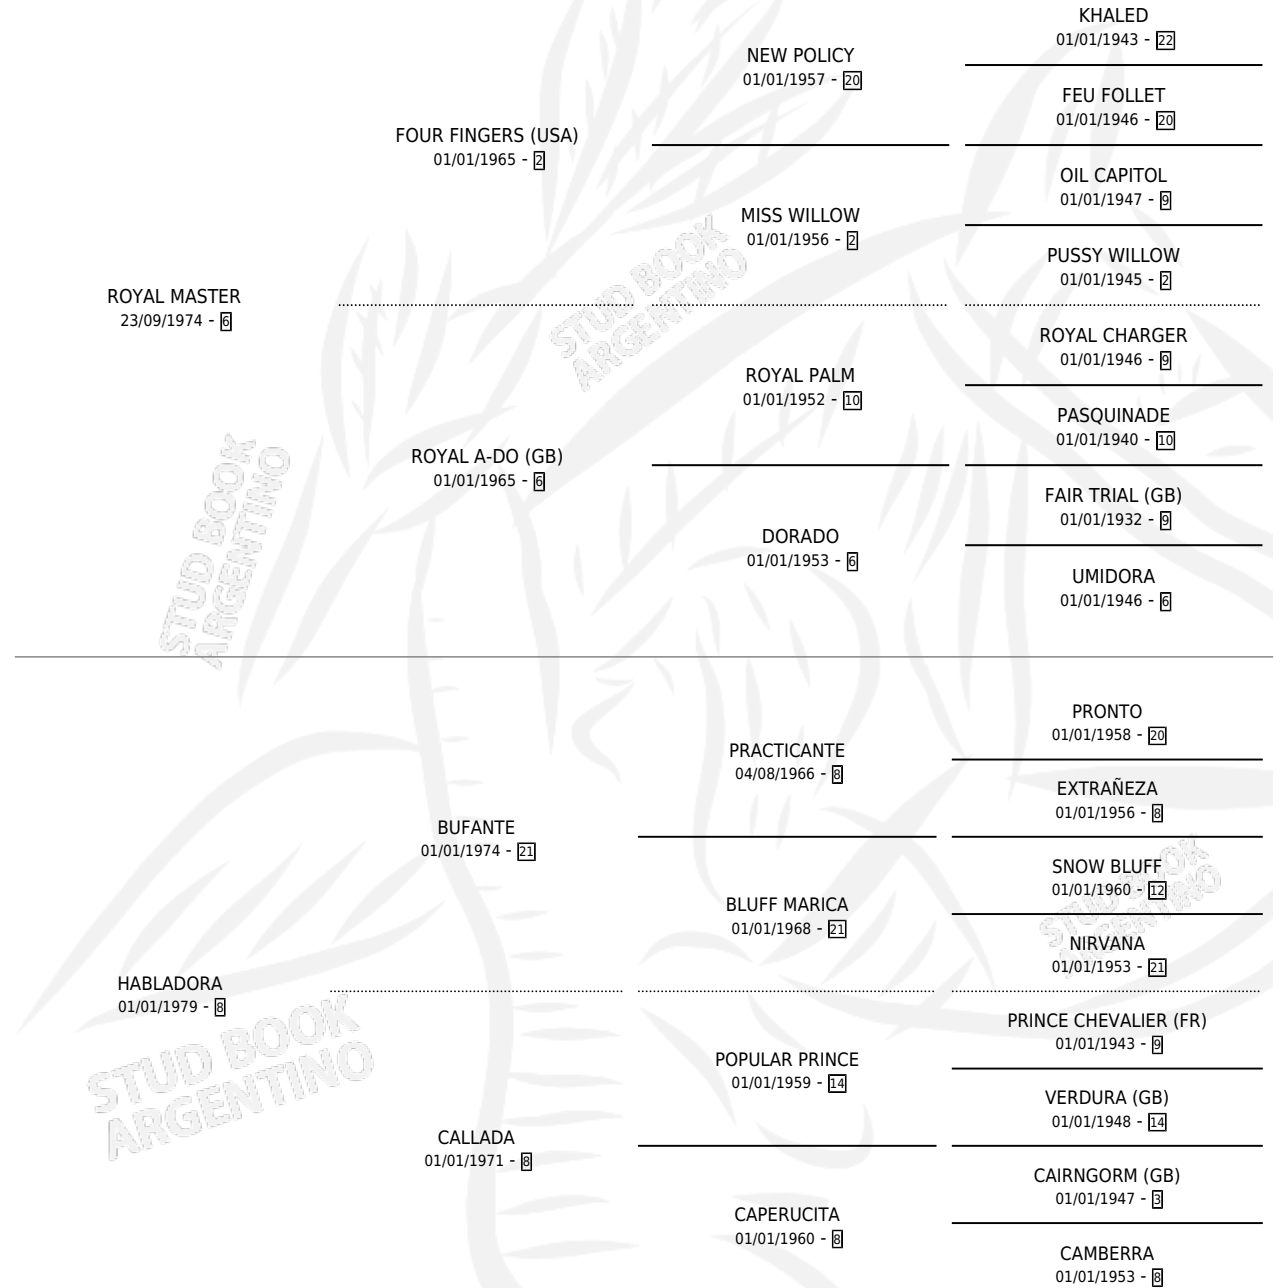 KHALED
01/01/1943 - 22
NEW POLICY
01/01/1957 - 20
FEU FOLLET
01/01/1946 - 20
FOUR FINGERS (USA)
01/01/1965 - 2
OIL CAPITOL
01/01/1947 - 9
MISS WILLOW
01/01/1956 - 2
PUSSY WILLOW
01/01/1945 - 2
STUD BOOK
ARGENTINO
ROYAL MASTER
23/09/1974 - 6
ROYAL CHARGER
01/01/1946 - 9
ROYAL PALM
01/01/1952 - 10
PASQUINADE
01/01/1940 - 10
ROYAL A-DO (GB)
01/01/1965 - 6
FAIR TRIAL (GB)
01/01/1932 - 9
DORADO
01/01/1953 - 6
UMIDORA
01/01/1946 - 6
STUD BOOK
ARGENTINO
PRONTO
01/01/1958 - 20
PRACTICANTE
04/08/1966 - 8
EXTRAÑEZA
01/01/1956 - 8
BUFANTE
01/01/1974 - 21
SNOW BLUFF
01/01/1960 - 12
BLUFF MARICA
01/01/1968 - 21
NIRVANA
01/01/1953 - 21
STUD BOOK
ARGENTINO
HABLADORA
01/01/1979 - 8
PRINCE CHEVALIER (FR)
01/01/1943 - 9
POPULAR PRINCE
01/01/1959 - 14
VERDURA (GB)
01/01/1948 - 14
STUD BOOK
ARGENTINO
CALLADA
01/01/1971 - 8
CAIRNGORM (GB)
01/01/1947 - 3
CAPERUCITA
01/01/1960 - 8
CAMBERRA
01/01/1953 - 8